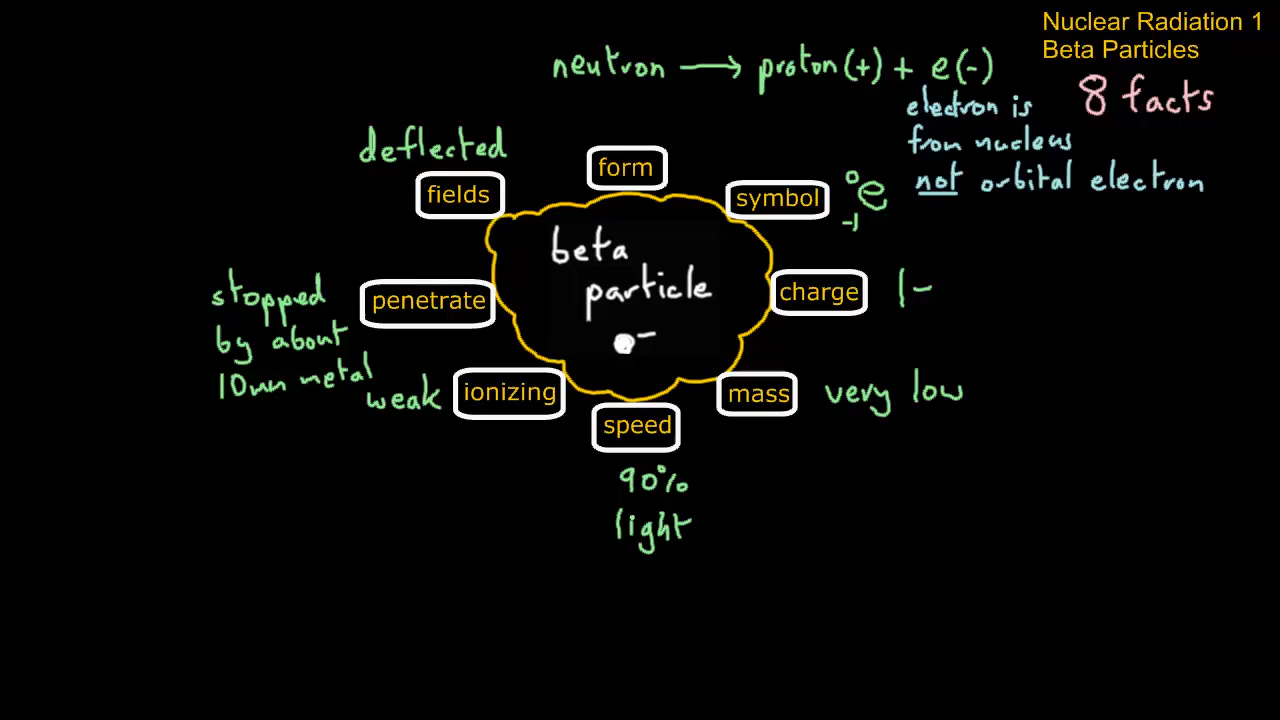 Nuclear Radiation 1
Beta Particles
8 facts
neutron → proton (+) + e (-)
electron is
from nucleus
not orbital electron
deflected
form
fields
symbol
⁰₋₁e
beta
particle
e⁻
stopped
by about
10mm metal
penetrate
charge
1-
weak
ionizing
mass
very low
speed
90%
light